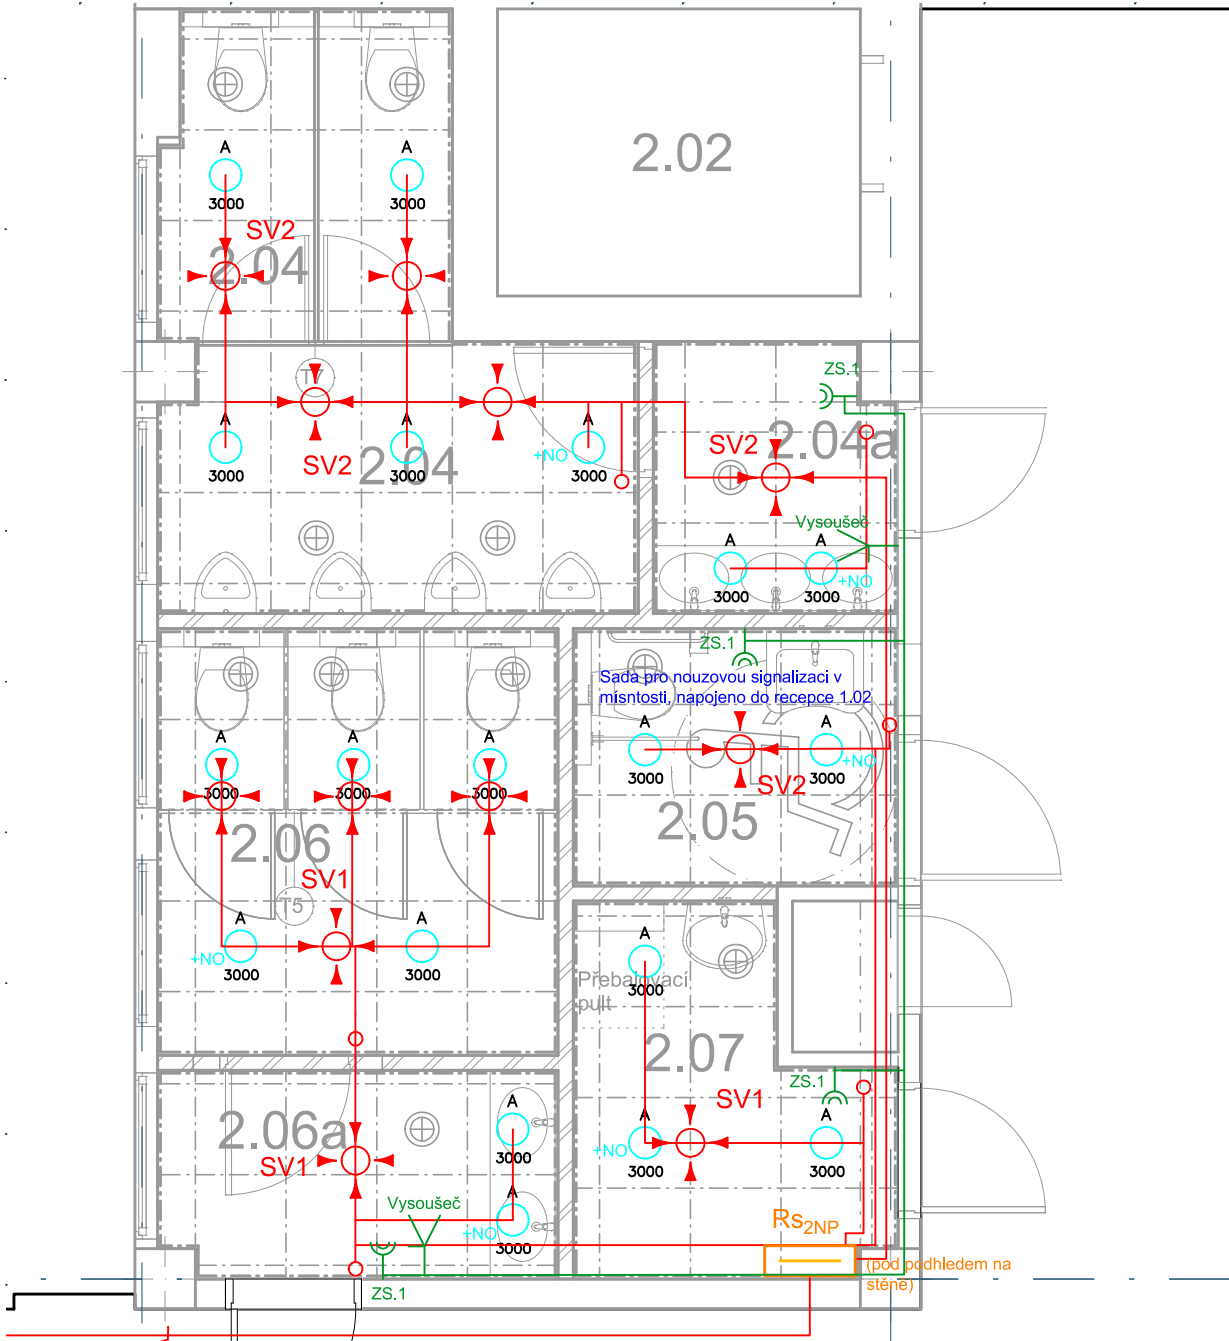 2.02
A
A
3000
3000
SV2
2.04
T7
ZS.1
A
A
A
2.04a
SV2
SV2
2.04
+NO
3000
3000
3000
Vysoušeč
A
A
+NO
3000
3000
ZS.1
Sada pro nouzovou signalizaci v
mísntosti, napojeno do recepce 1.02
A
A
A
A
A
+NO
3000
3000
3000
3000
3000
SV2
2.05
2.06
SV1
T5
A
A
+NO
3000
3000
A
Přebalovací
pult
3000
2.07
ZS.1
SV1
A
2.06a
A
A
+NO
3000
SV1
3000
3000
Vysoušeč
A
+NO
3000
Rs2NP
(pod podhledem na
stěně)
ZS.1